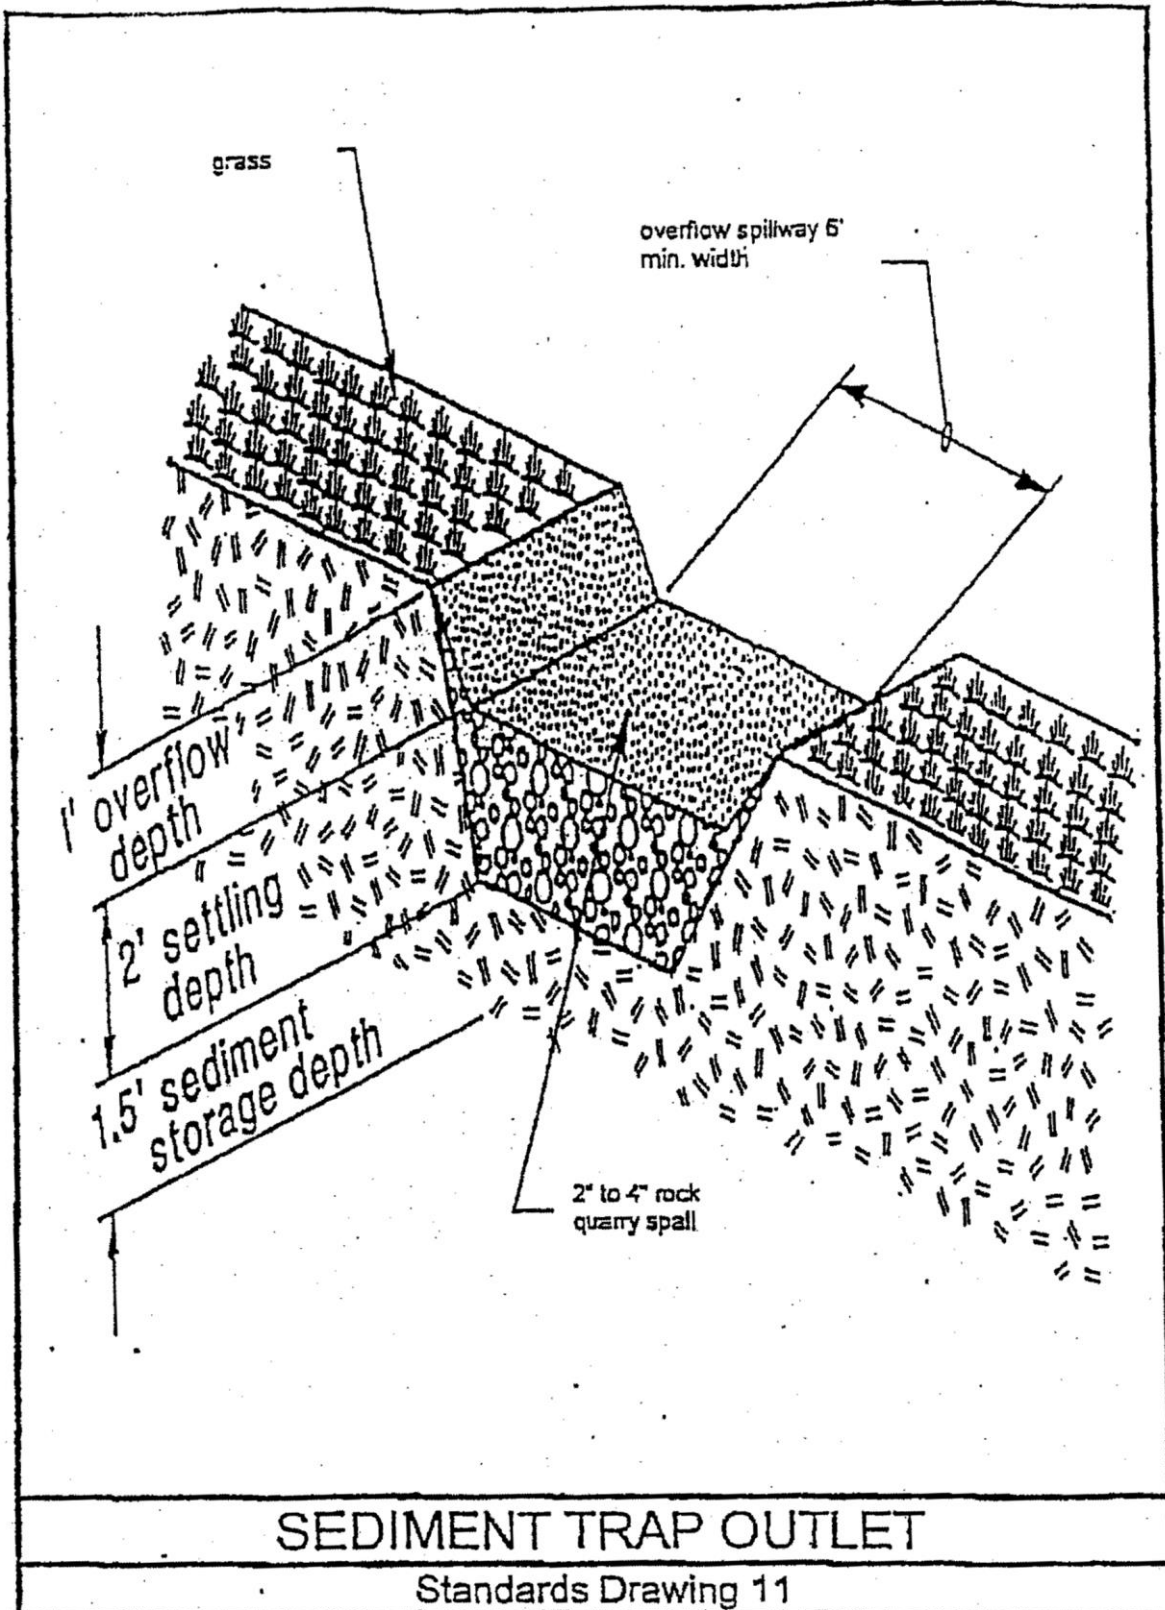 grass
overflow spillway 6'
min. width
1' overflow
depth
2' settling
depth
1.5' sediment
storage depth
2" to 4" rock
quarry spall
SEDIMENT TRAP OUTLET
Standards Drawing 11